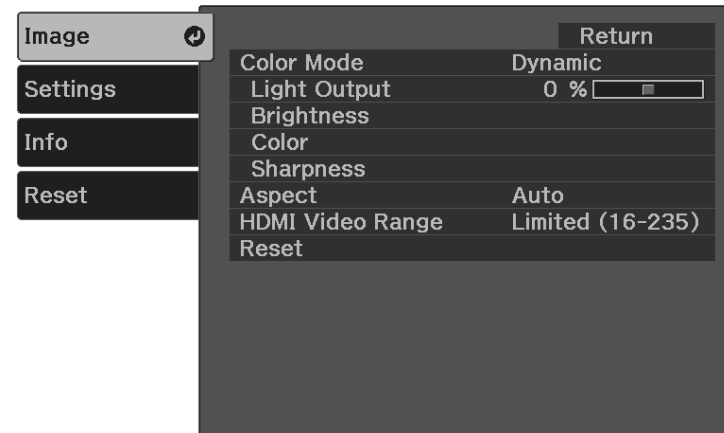 Image
Settings
Info
Reset
Return
Color Mode Dynamic
Light Output 0 %
Brightness
Color
Sharpness
Aspect Auto
HDMI Video Range Limited (16-235)
Reset